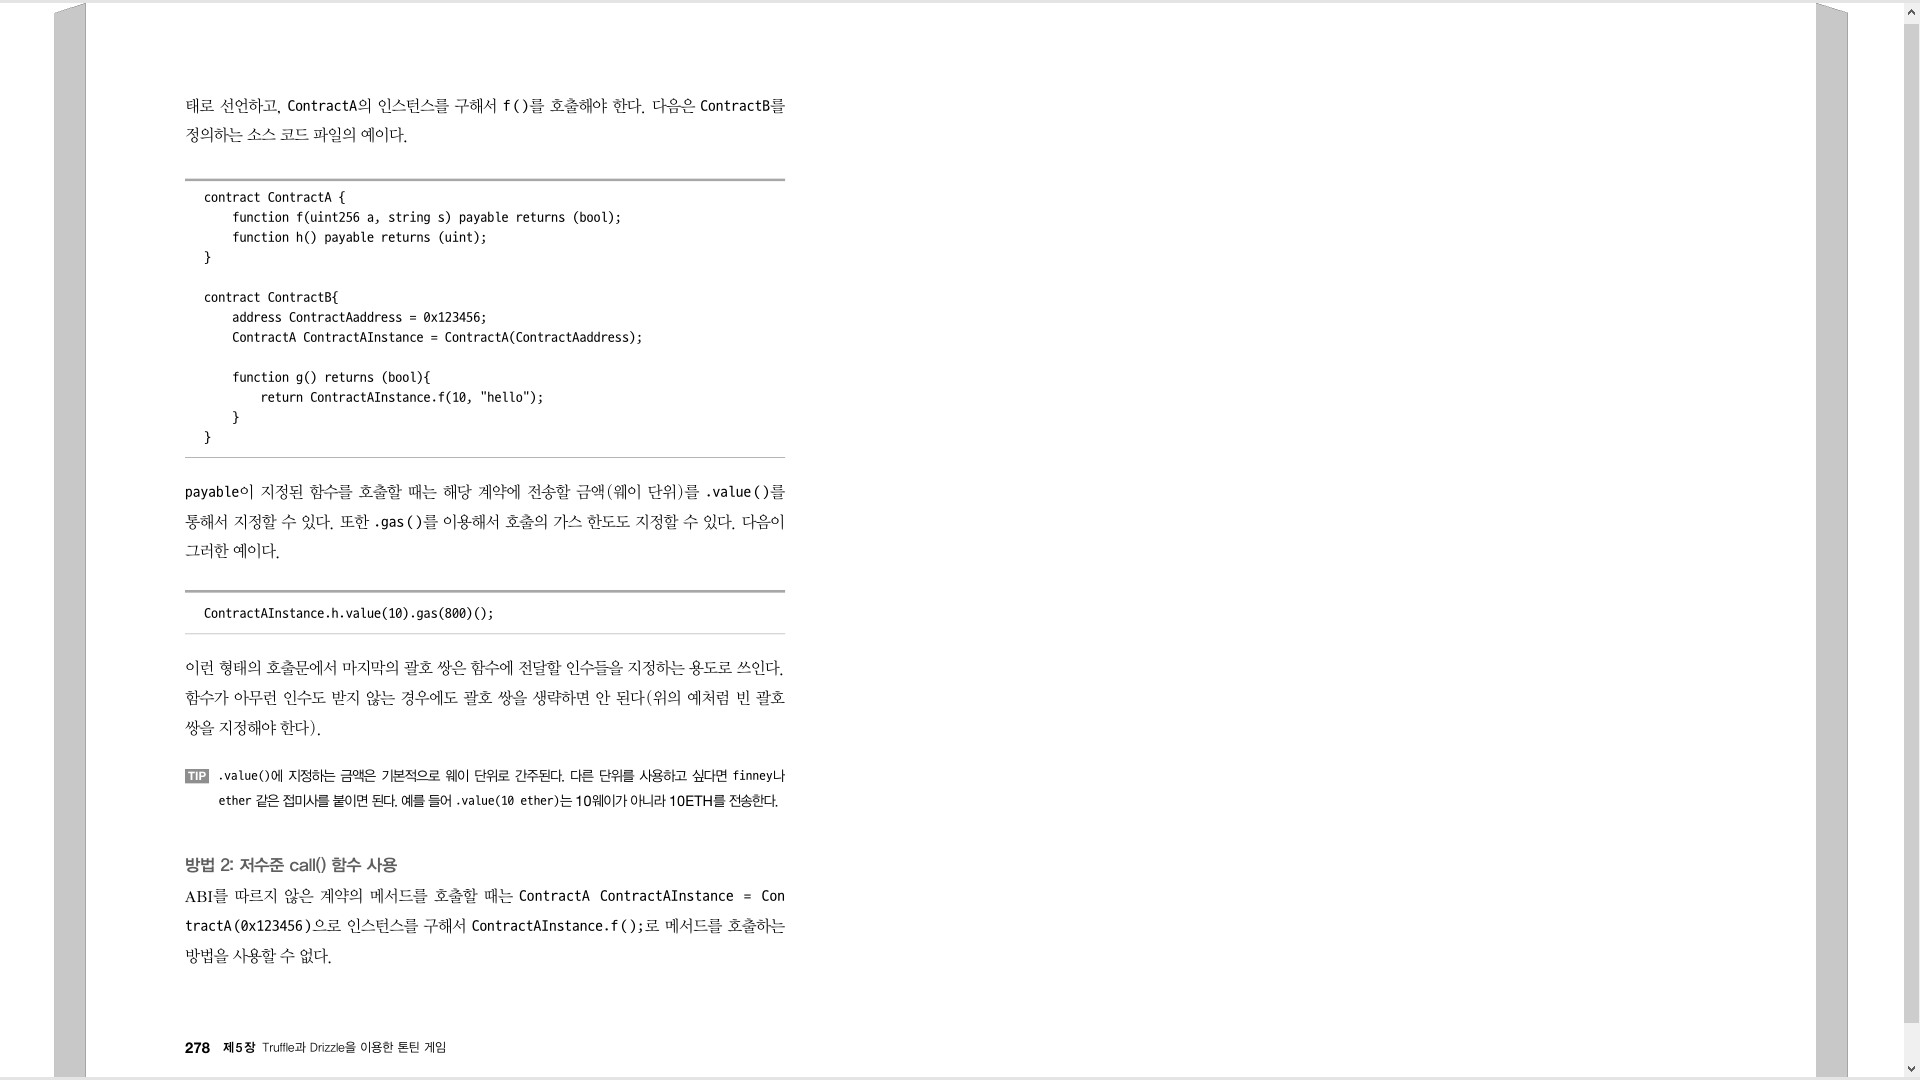 태로 선언하고, ContractA의 인스턴스를 구해서 f()를 호출해야 한다. 다음은 ContractB를
정의하는 소스 코드 파일의 예이다.
contract ContractA {
    function f(uint256 a, string s) payable returns (bool);
    function h() payable returns (uint);
}
contract ContractB{
    address ContractAaddress = 0x123456;
    ContractA ContractAInstance = ContractA(ContractAaddress);
    function g() returns (bool){
        return ContractAInstance.f(10, "hello");
    }
}
payable이 지정된 함수를 호출할 때는 해당 계약에 전송할 금액(웨이 단위)를 .value()를
통해서 지정할 수 있다. 또한 .gas()를 이용해서 호출의 가스 한도도 지정할 수 있다. 다음이
그러한 예이다.
ContractAInstance.h.value(10).gas(800)();
이런 형태의 호출문에서 마지막의 괄호 쌍은 함수에 전달할 인수들을 지정하는 용도로 쓰인다.
함수가 아무런 인수도 받지 않는 경우에도 괄호 쌍을 생략하면 안 된다(위의 예처럼 빈 괄호
쌍을 지정해야 한다).
TIP .value()에 지정하는 금액은 기본적으로 웨이 단위로 간주된다. 다른 단위를 사용하고 싶다면 finney나
ether 같은 접미사를 붙이면 된다. 예를 들어 .value(10 ether)는 10웨이가 아니라 10ETH를 전송한다.
방법 2: 저수준 call() 함수 사용
ABI를 따르지 않은 계약의 메서드를 호출할 때는 ContractA ContractAInstance = Con
tractA(0x123456)으로 인스턴스를 구해서 ContractAInstance.f();로 메서드를 호출하는
방법을 사용할 수 없다.
278 제5장 Truffle과 Drizzle을 이용한 톤틴 게임